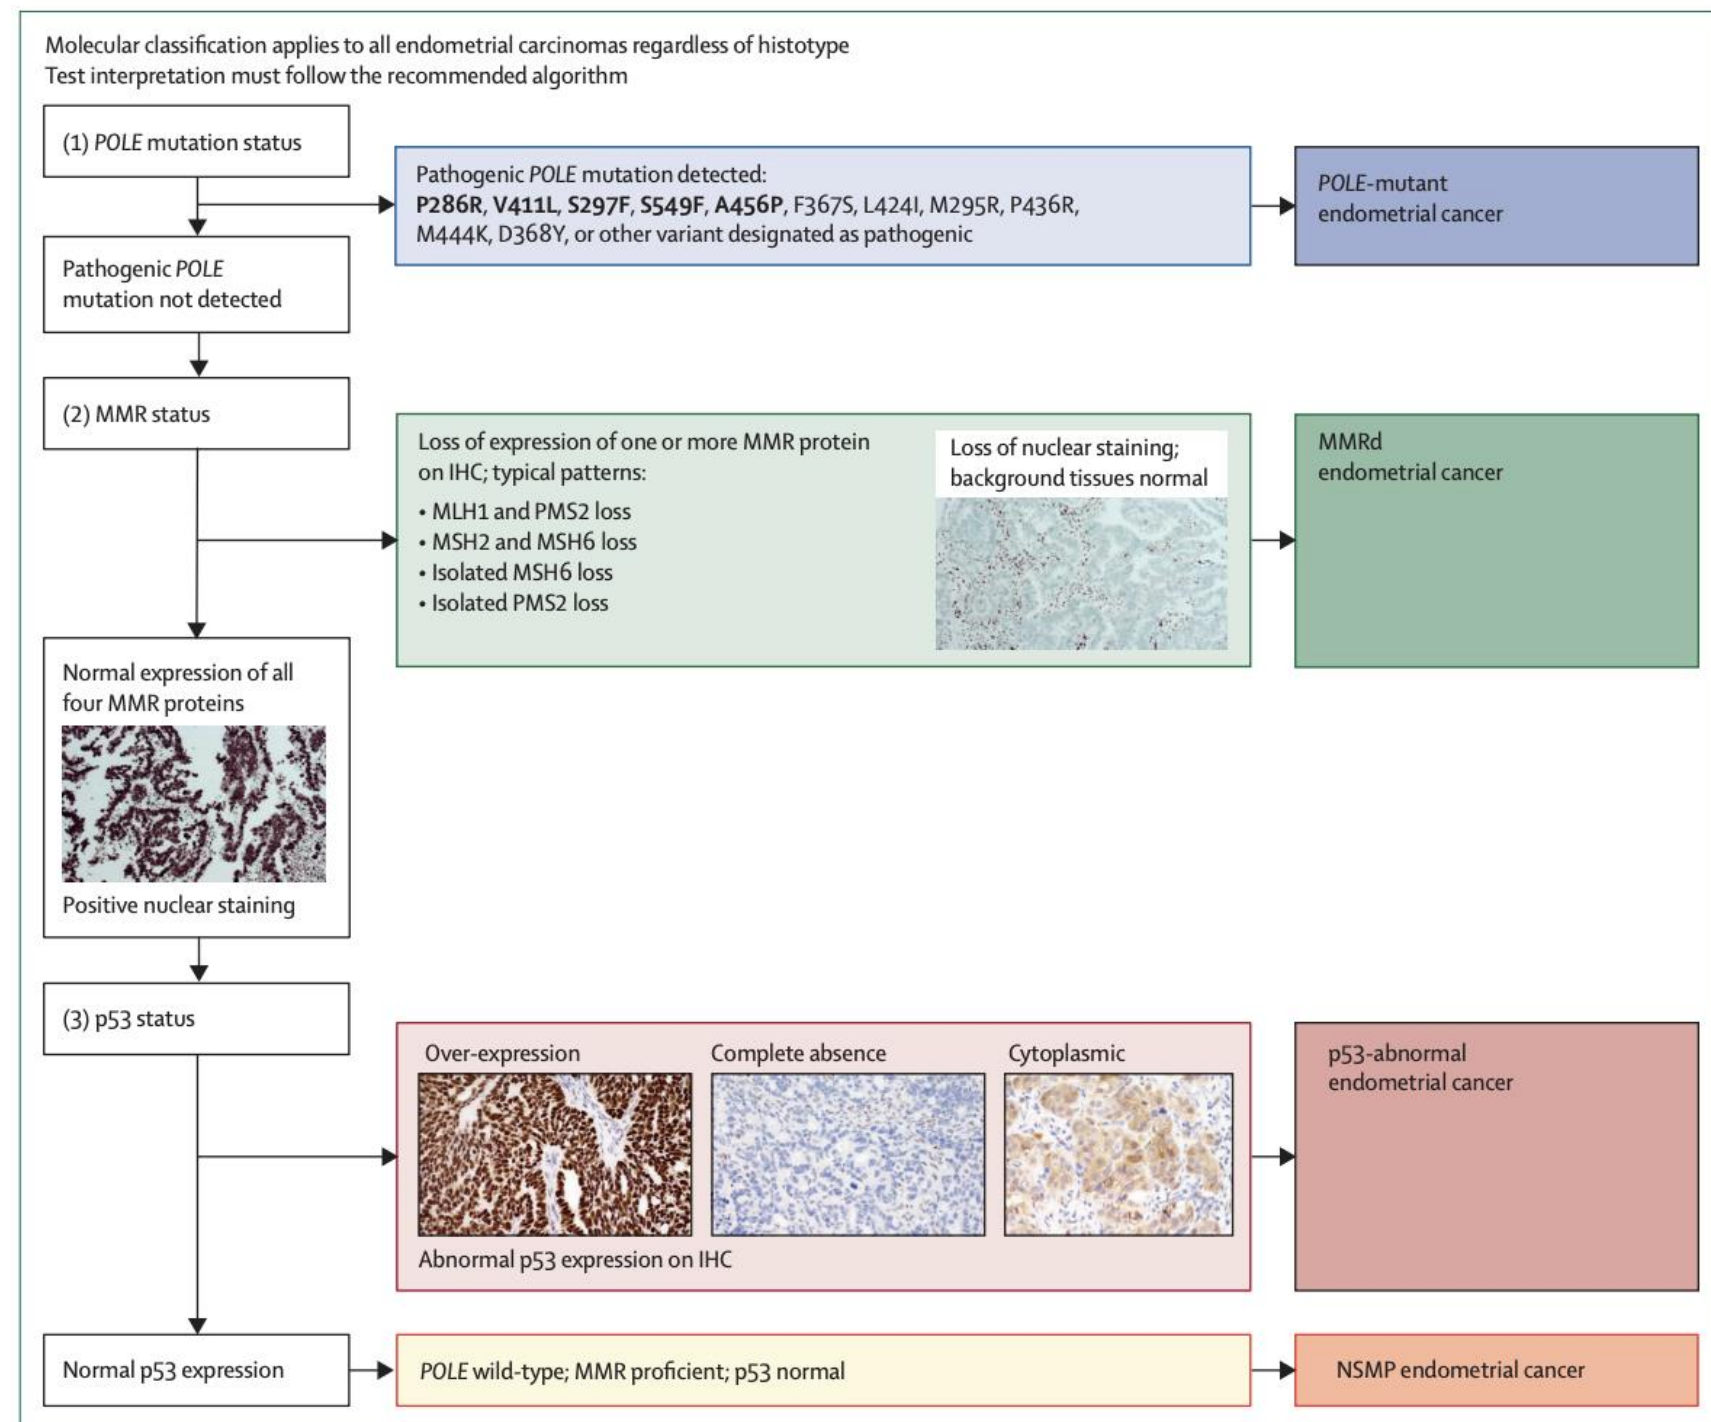 Molecular classification applies to all endometrial carcinomas regardless of histotype
Test interpretation must follow the recommended algorithm
(1) POLE mutation status
Pathogenic POLE mutation detected:
P286R, V411L, S297F, S549F, A456P, F367S, L424I, M295R, P436R,
M444K, D368Y, or other variant designated as pathogenic
POLE-mutant
endometrial cancer
Pathogenic POLE
mutation not detected
(2) MMR status
Loss of expression of one or more MMR protein
on IHC; typical patterns:
• MLH1 and PMS2 loss
• MSH2 and MSH6 loss
• Isolated MSH6 loss
• Isolated PMS2 loss
Loss of nuclear staining;
background tissues normal
MMRd
endometrial cancer
Normal expression of all
four MMR proteins
Positive nuclear staining
(3) p53 status
Over-expression
Complete absence
Cytoplasmic
Abnormal p53 expression on IHC
p53-abnormal
endometrial cancer
Normal p53 expression
POLE wild-type; MMR proficient; p53 normal
NSMP endometrial cancer